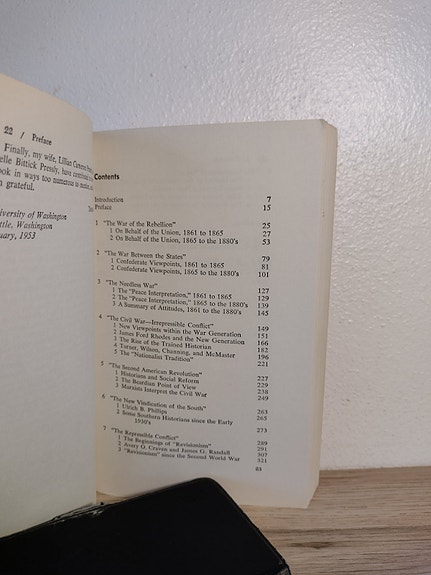 22 / Preface
Finally, my wife, Lillian Cameron
elle Bittick Pressly, have contributed
ook in ways too numerous to mention,
n grateful.
niversity of Washington
ttle, Washington
uary, 1953
Contents
Introduction 7
Preface 15
1 "The War of the Rebellion" 25
1 On Behalf of the Union, 1861 to 1865 27
2 On Behalf of the Union, 1865 to the 1880's 53
2 "The War Between the States" 79
1 Confederate Viewpoints, 1861 to 1865 81
2 Confederate Viewpoints, 1865 to the 1880's 101
3 "The Needless War" 127
1 The "Peace Interpretation," 1861 to 1865 129
2 The "Peace Interpretation," 1865 to the 1880's 139
3 A Summary of Attitudes, 1861 to the 1880's 145
4 "The Civil War—Irrepressible Conflict" 149
1 New Viewpoints within the War Generation 151
2 James Ford Rhodes and the New Generation 166
3 The Rise of the Trained Historian 182
4 Turner, Wilson, Channing, and McMaster 196
5 The "Nationalist Tradition" 221
5 "The Second American Revolution" 227
1 Historians and Social Reform 229
2 The Beardian Point of View 238
3 Marxists Interpret the Civil War 249
6 "The New Vindication of the South" 263
1 Ulrich B. Phillips 265
2 Some Southern Historians since the Early
1930's 273
7 "The Repressible Conflict" 289
1 The Beginnings of "Revisionism" 291
2 Avery O. Craven and James G. Randall 307
3 "Revisionism" since the Second World War 321